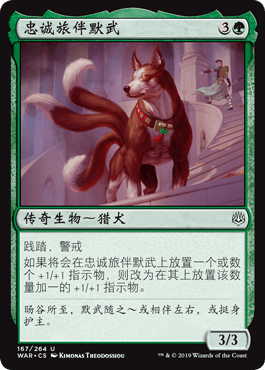 忠诚旅伴默武 3
传奇生物～猎犬
践踏，警戒
如果将会在忠诚旅伴默武上放置一个或数
个+1/+1指示物，则改为在其上放置该数
量加一的+1/+1指示物。
旸谷所至，默武随之～或相伴左右，或挺身
护主。
3/3
167/264 U
WAR • CS KIMONAS THEODOSSIOU
™ & © 2019 Wizards of the Coast